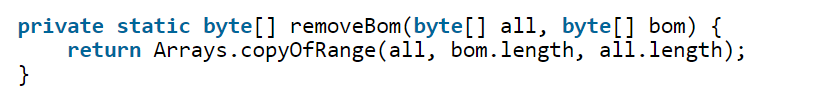 private static byte[] removeBom(byte[] all, byte[] bom) {
    return Arrays.copyOfRange(all, bom.length, all.length);
}